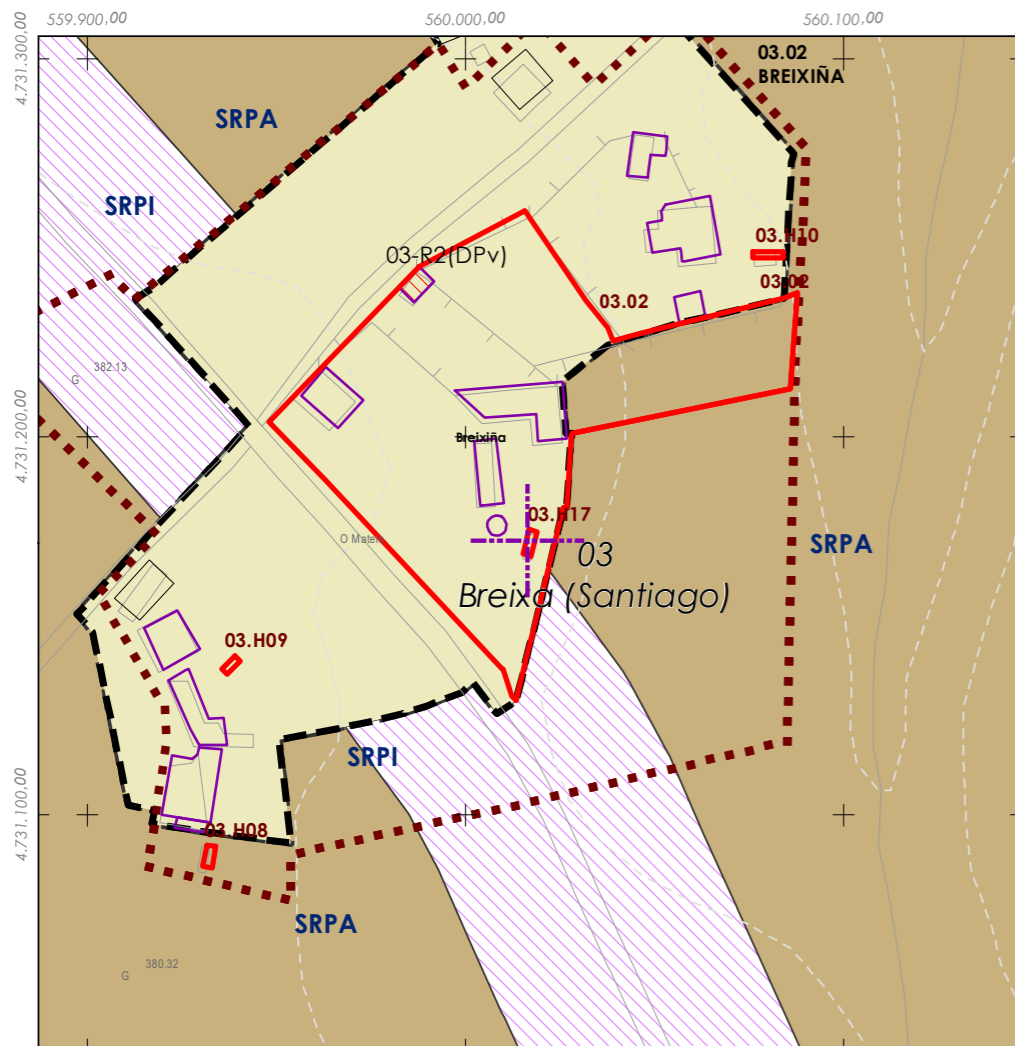 559.900,00
560.000,00
560.100,00
4.731.300,00
03.02
BREIXIÑA
SRPA
SRPI
03-R2(DPv)
03.H10
03.02
03.02
382.13
G
4.731.200,00
Breixiña
03.H17
O Mateu
SRPA
03
Breixa (Santiago)
03.H09
SRPI
4.731.100,00
03.H08
SRPA
380.32
G